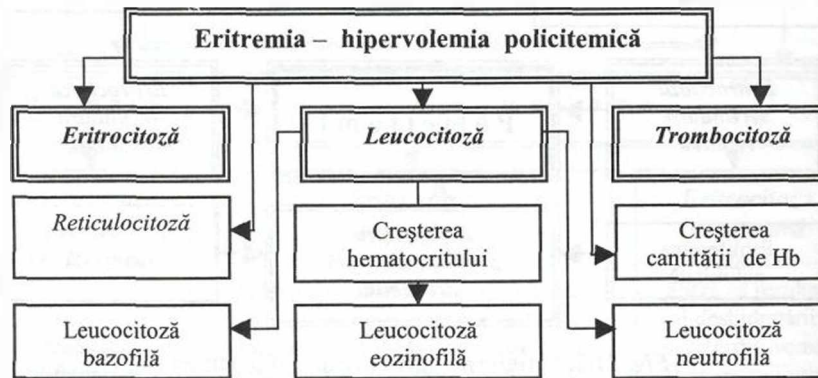 Eritremia – hipervolemia policitemică
Eritrocitoză
Leucocitoză
Trombocitoză
Reticulocitoză
Creşterea
hematocritului
Creşterea
cantităţii de Hb
Leucocitoză
bazofilă
Leucocitoză
eozinofilă
Leucocitoză
neutrofilă